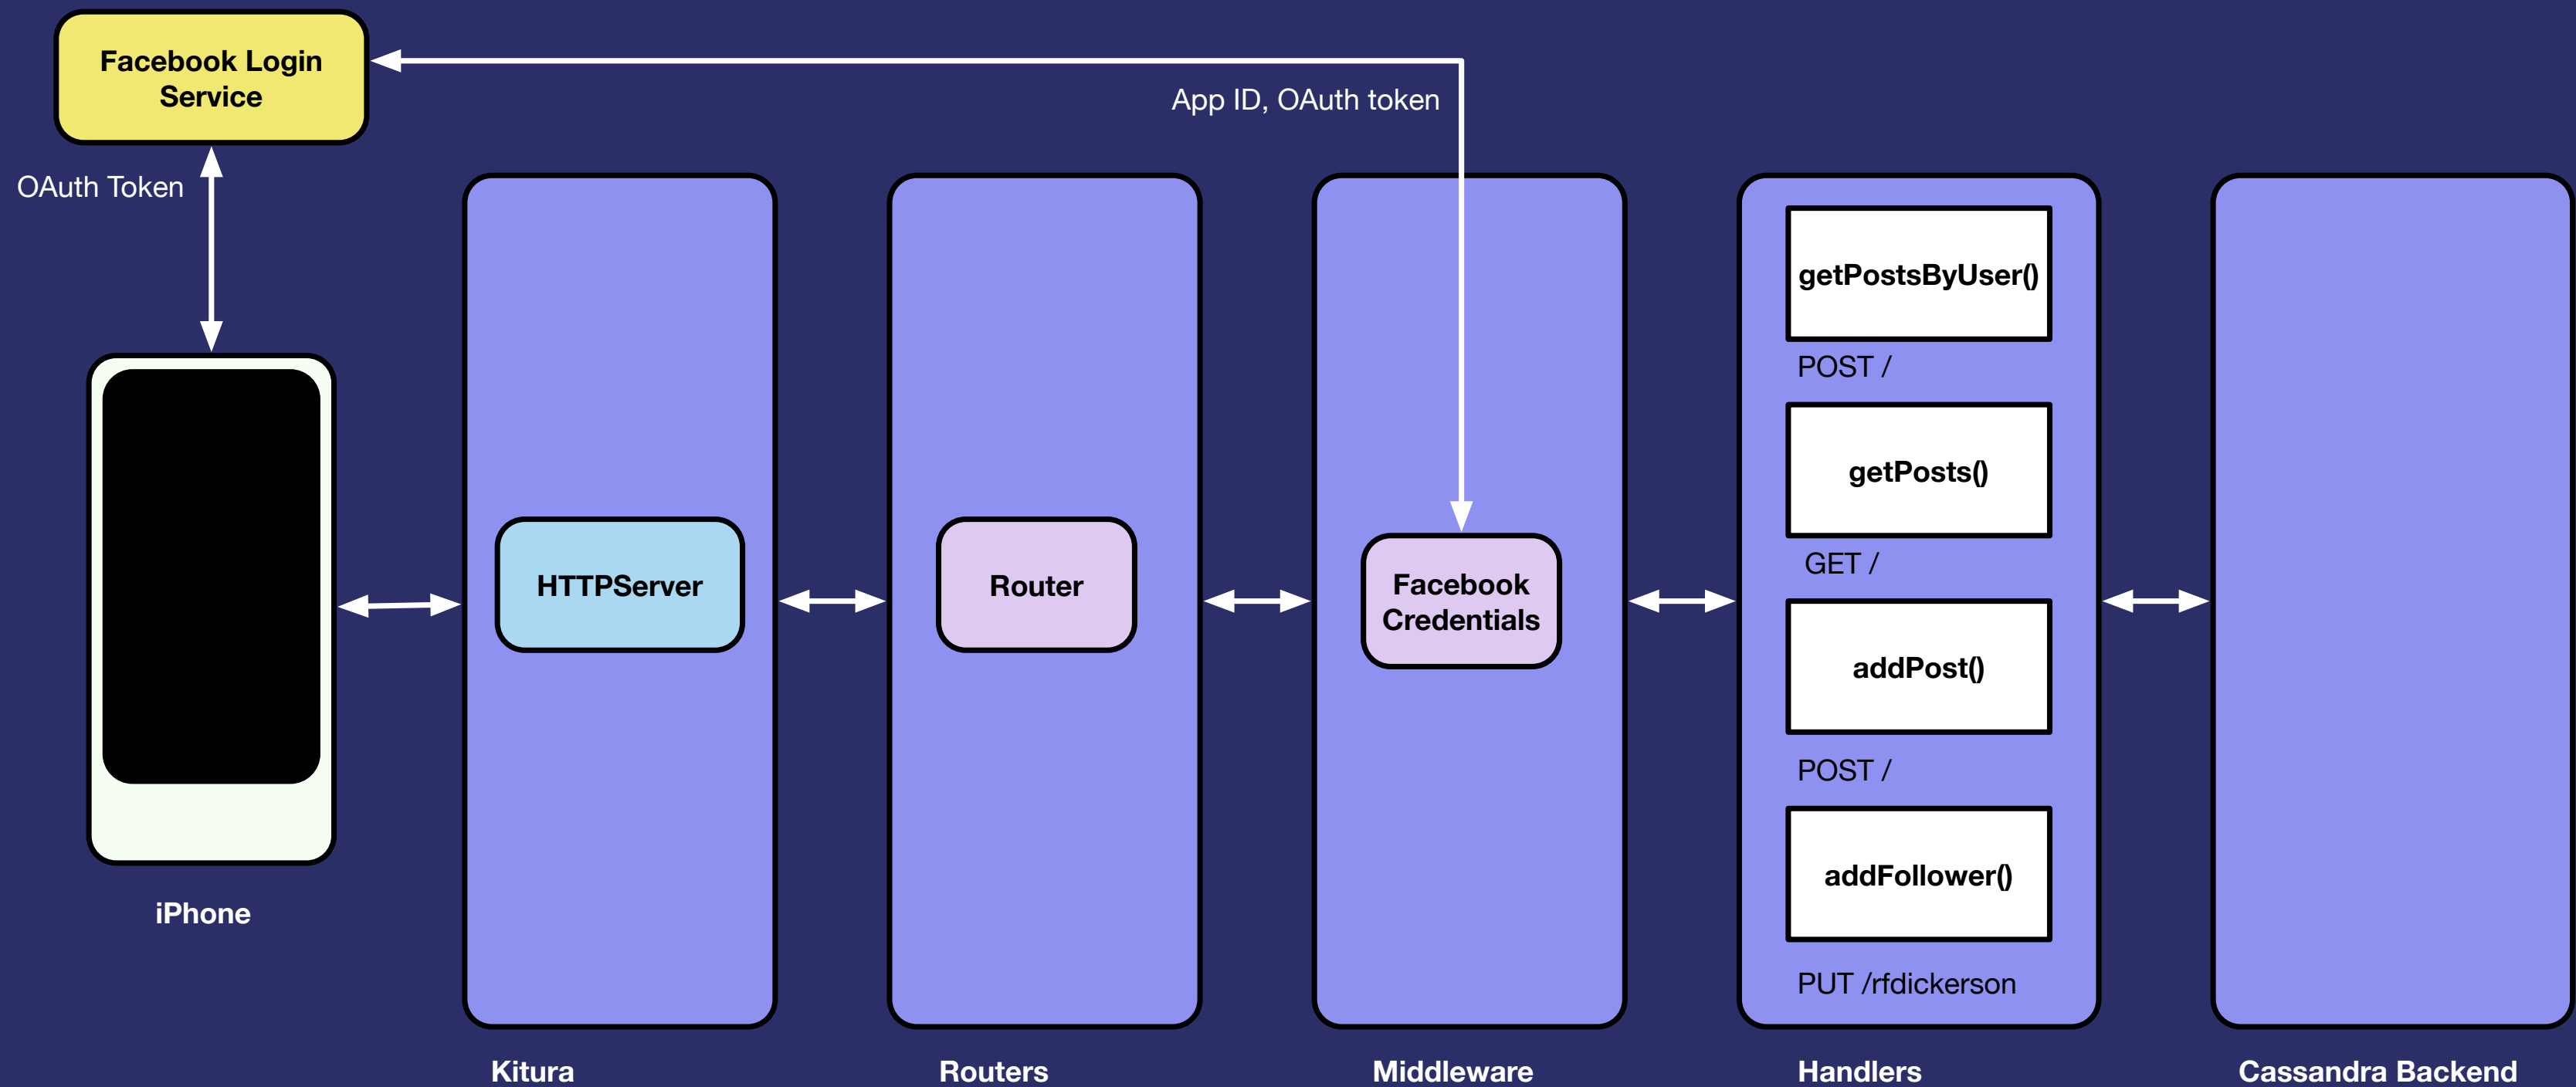 Facebook Login
Service
App ID, OAuth token
OAuth Token
getPostsByUser()
POST /
getPosts()
GET /
HTTPServer
Router
Facebook
Credentials
addPost()
POST /
addFollower()
iPhone
PUT /rfdickerson
Kitura
Routers
Middleware
Handlers
Cassandra Backend